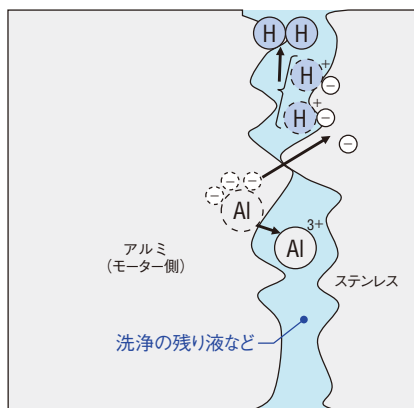 H H
H +
−
H +
−
−
− − −
Al
Al 3+
アルミ
（モーター側）
ステンレス
洗浄の残り液など